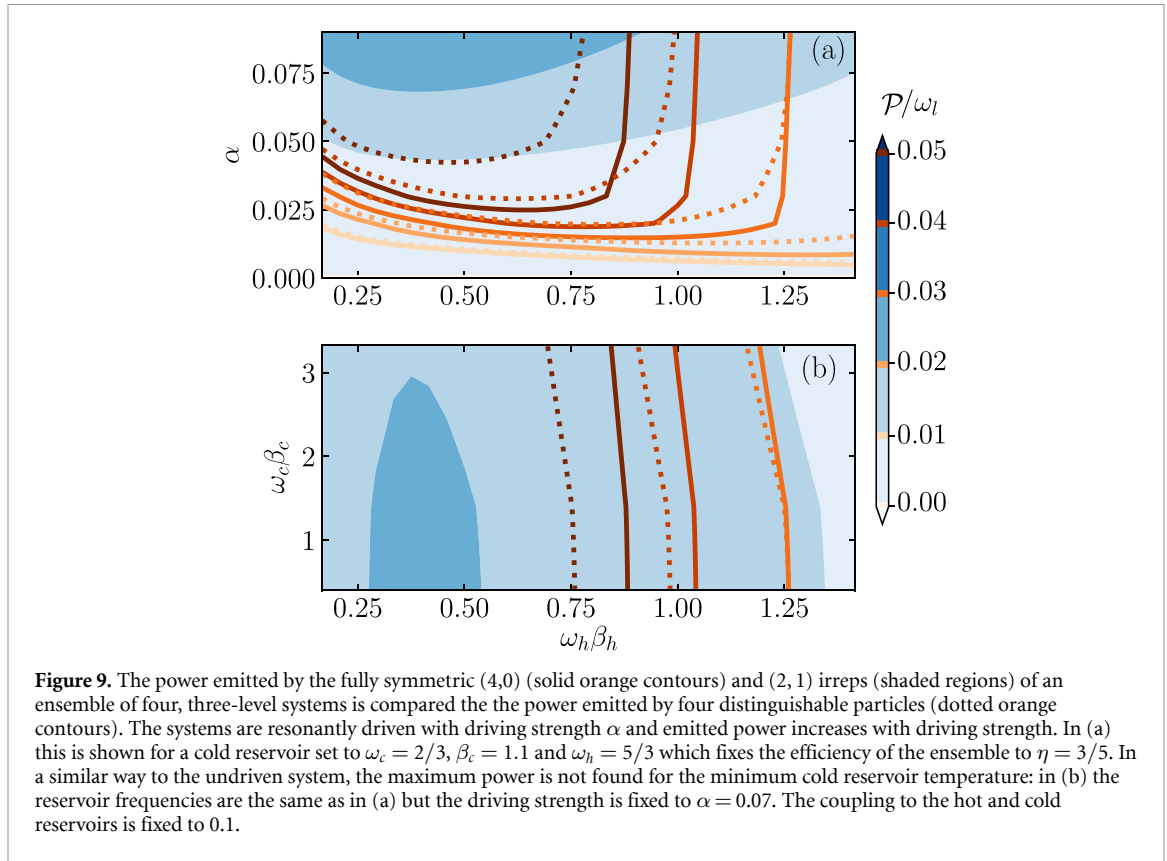 (a)
0.075
0.050
0.025
0.000
α
0.25 0.50 0.75 1.00 1.25
𝒫/ω_l
0.05
0.04
0.03
0.02
0.01
0.00
(b)
3
2
1
ω_cβ_c
0.25 0.50 0.75 1.00 1.25
ω_hβ_h
Figure 9. The power emitted by the fully symmetric (4,0) (solid orange contours) and (2, 1) irreps (shaded regions) of an
ensemble of four, three-level systems is compared the the power emitted by four distinguishable particles (dotted orange
contours). The systems are resonantly driven with driving strength α and emitted power increases with driving strength. In (a)
this is shown for a cold reservoir set to ω_c = 2/3, β_c = 1.1 and ω_h = 5/3 which fixes the efficiency of the ensemble to η = 3/5. In
a similar way to the undriven system, the maximum power is not found for the minimum cold reservoir temperature: in (b) the
reservoir frequencies are the same as in (a) but the driving strength is fixed to α = 0.07. The coupling to the hot and cold
reservoirs is fixed to 0.1.